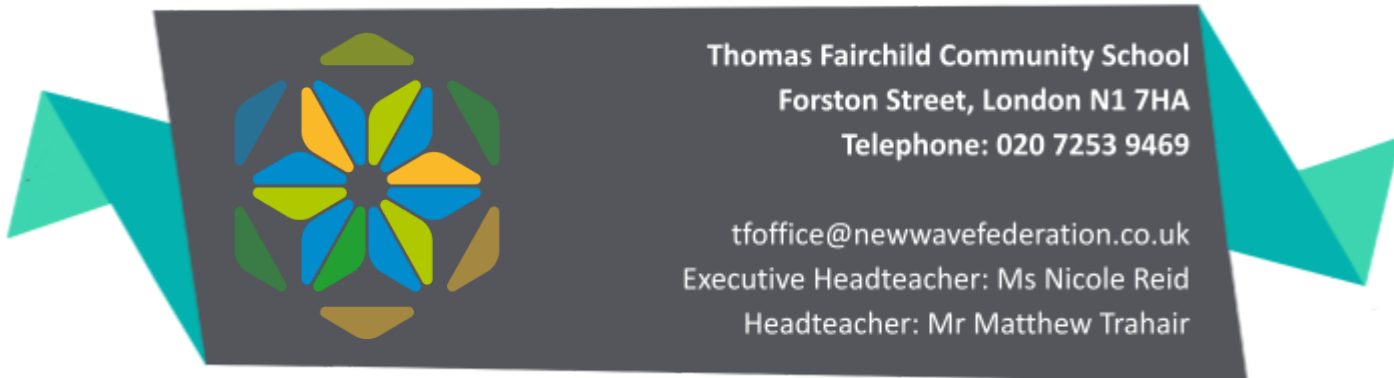 Thomas Fairchild Community School
Forston Street, London N1 7HA
Telephone: 020 7253 9469
tfoffice@newwavefederation.co.uk
Executive Headteacher: Ms Nicole Reid
Headteacher: Mr Matthew Trahair